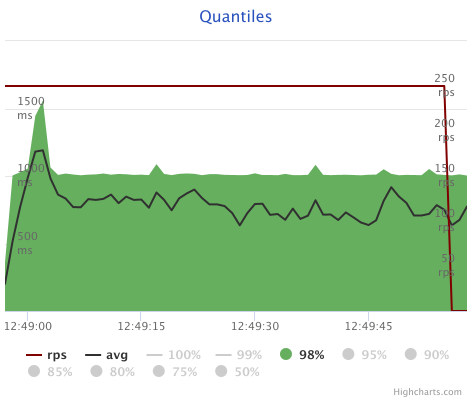 Quantiles
250
rps
1500
ms
200
rps
1000
ms
150
rps
100
rps
500
ms
50
rps
12:49:00 12:49:15 12:49:30 12:49:45
rps avg 100% 99% 98% 95% 90%
85% 80% 75% 50%
Highcharts.com